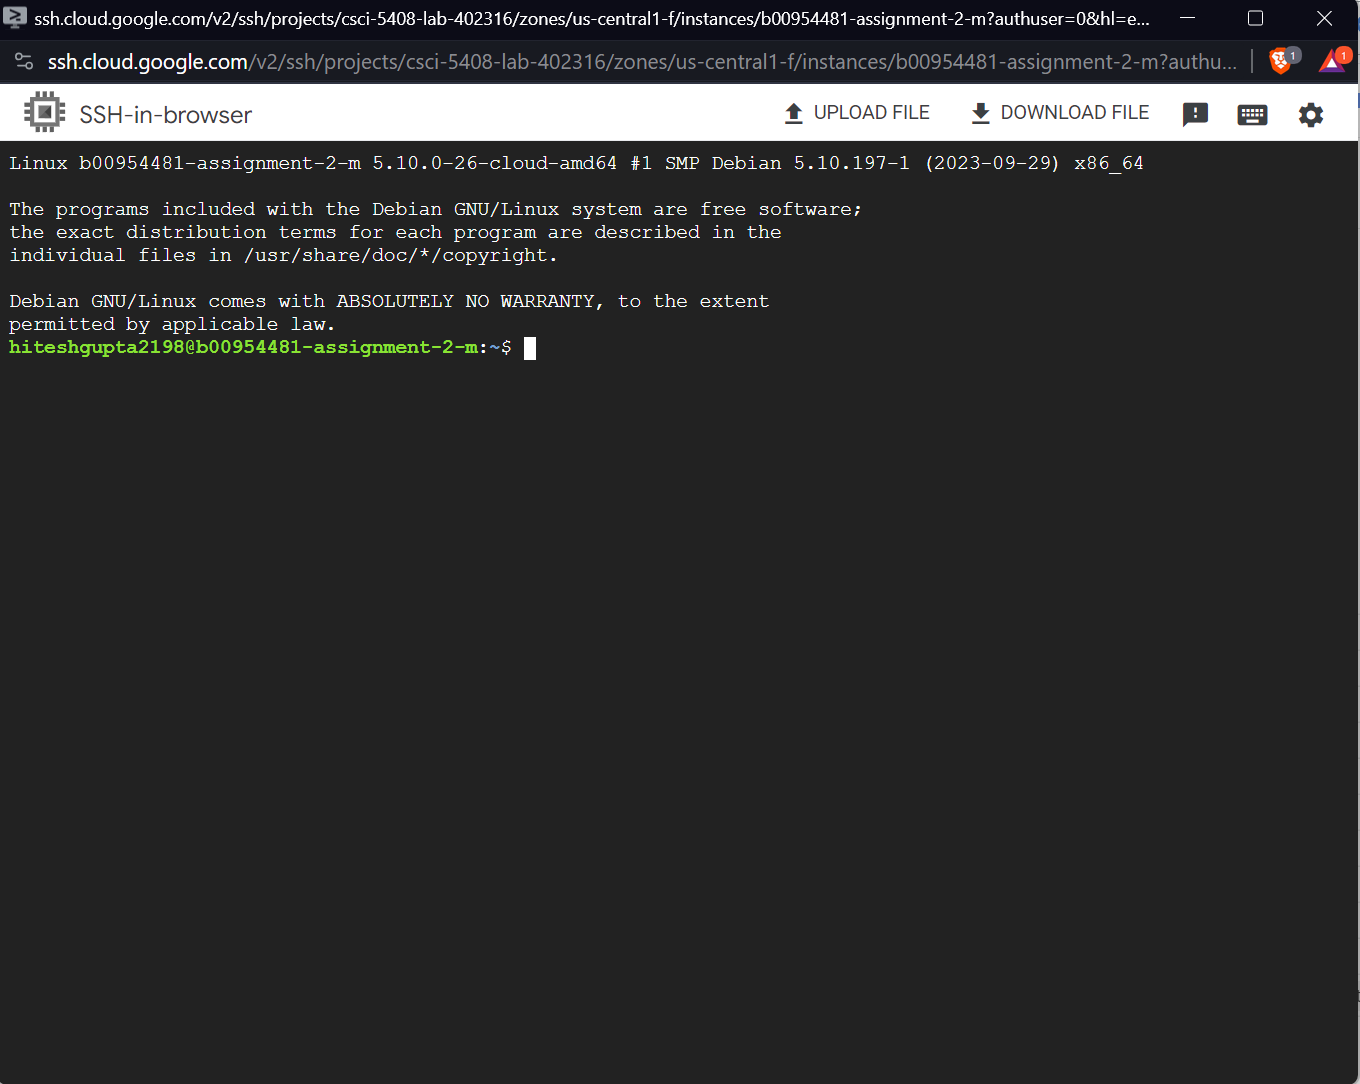 ssh.cloud.google.com/v2/ssh/projects/csci-5408-lab-402316/zones/us-central1-f/instances/b00954481-assignment-2-m?authuser=0&hl=e...
ssh.cloud.google.com/v2/ssh/projects/csci-5408-lab-402316/zones/us-central1-f/instances/b00954481-assignment-2-m?authu...
1
1
SSH-in-browser
UPLOAD FILE
DOWNLOAD FILE
Linux b00954481-assignment-2-m 5.10.0-26-cloud-amd64 #1 SMP Debian 5.10.197-1 (2023-09-29) x86_64
The programs included with the Debian GNU/Linux system are free software;
the exact distribution terms for each program are described in the
individual files in /usr/share/doc/*/copyright.
Debian GNU/Linux comes with ABSOLUTELY NO WARRANTY, to the extent
permitted by applicable law.
hiteshgupta2198@b00954481-assignment-2-m:~$